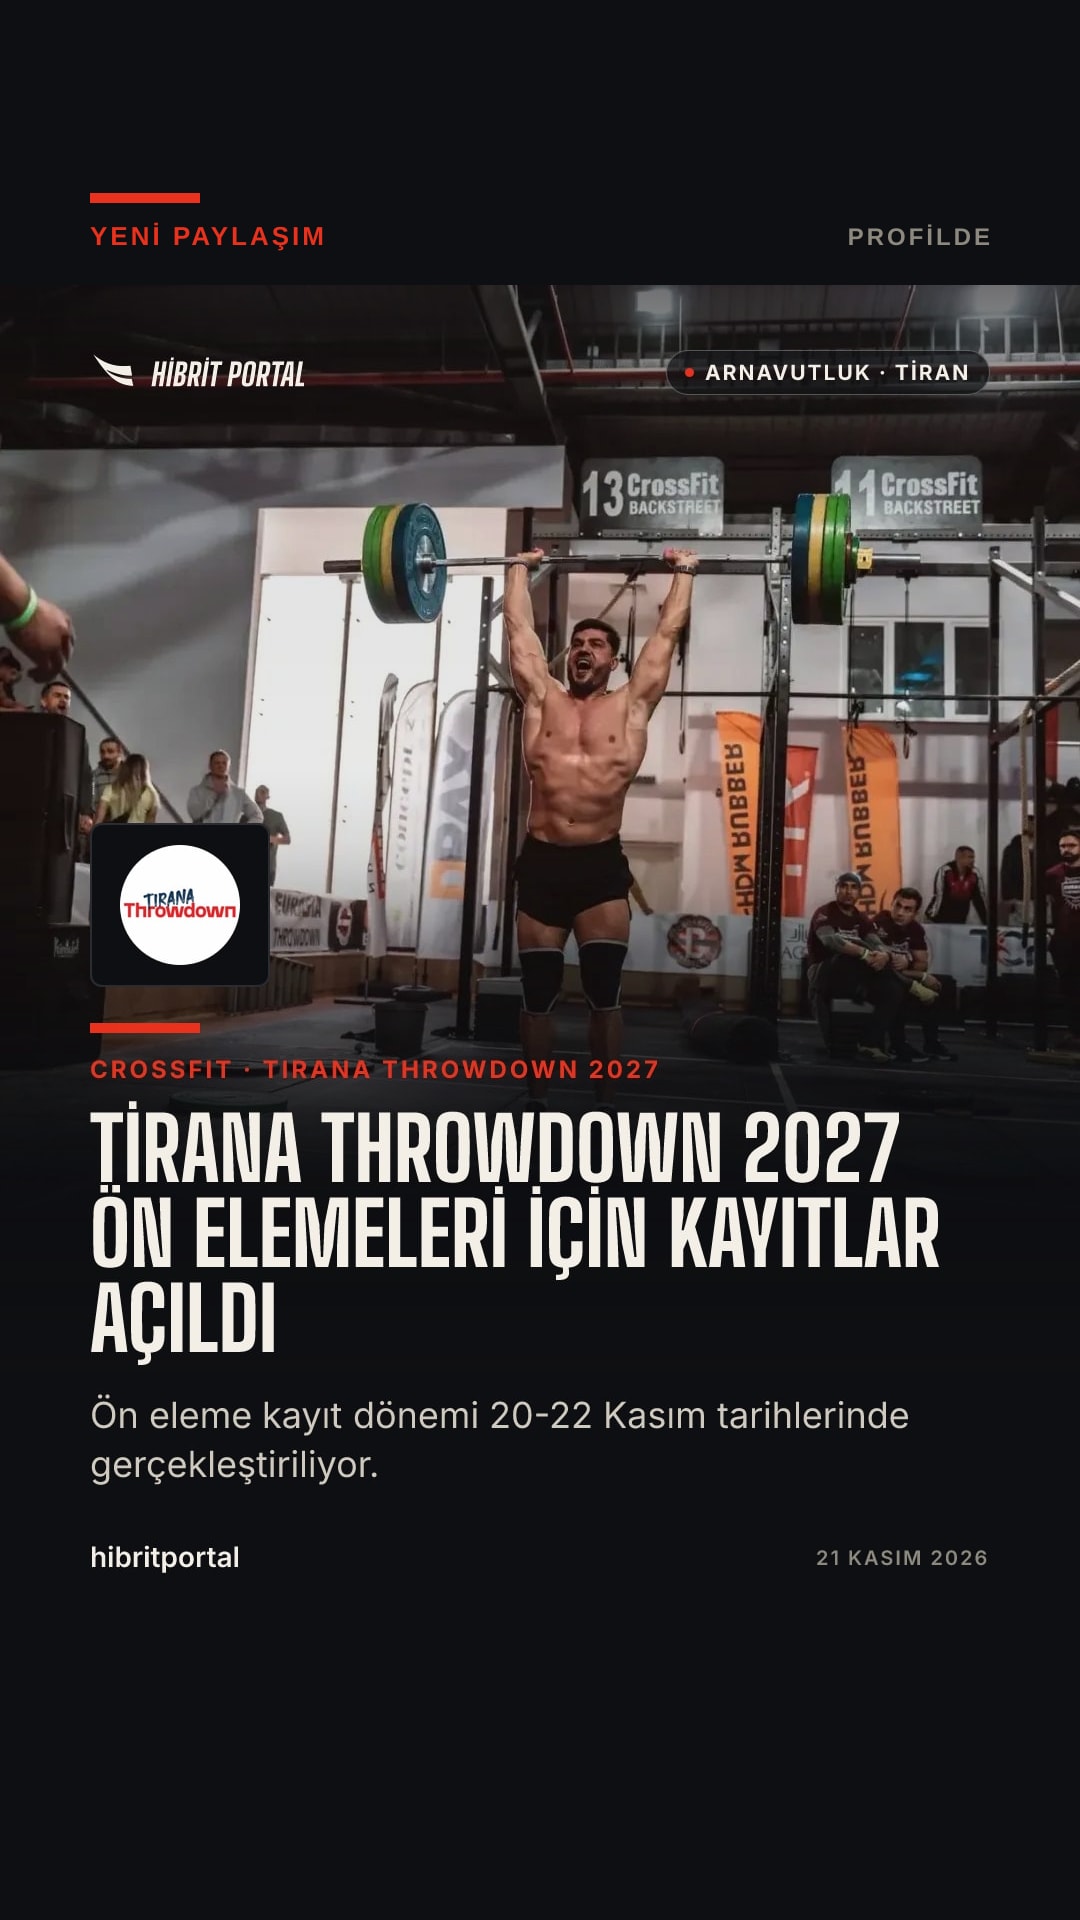 YENİ PAYLAŞIM
PROFİLDE
HİBRİT PORTAL
ARNAVUTLUK · TİRAN
13 CrossFit
BACKSTREET
11 CrossFit
BACKSTREET
HDM RUBBER
HDM RUBBER
TIRANA
Throwdown
EURASIA
THROWDOWN
CROSSFIT · TIRANA THROWDOWN 2027
TİRANA THROWDOWN 2027
ÖN ELEMELERİ İÇİN KAYITLAR
AÇILDI
Ön eleme kayıt dönemi 20-22 Kasım tarihlerinde
gerçekleştiriliyor.
hibritportal
21 KASIM 2026